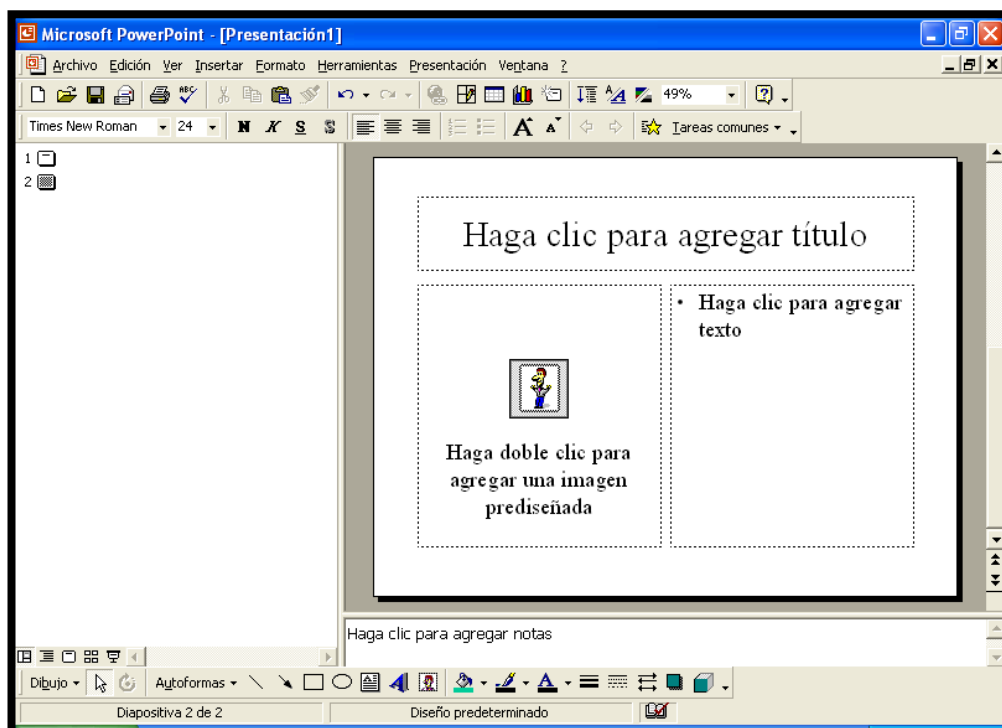 Microsoft PowerPoint - [Presentación1]
Archivo Edición Ver Insertar Formato Herramientas Presentación Ventana ?
ABC 49% ?
Times New Roman 24 N K S S A A Tareas comunes
1
2
Haga clic para agregar título
• Haga clic para agregar
texto
Haga doble clic para
agregar una imagen
prediseñada
Haga clic para agregar notas
Dibujo Autoformas A A
Diapositiva 2 de 2 Diseño predeterminado